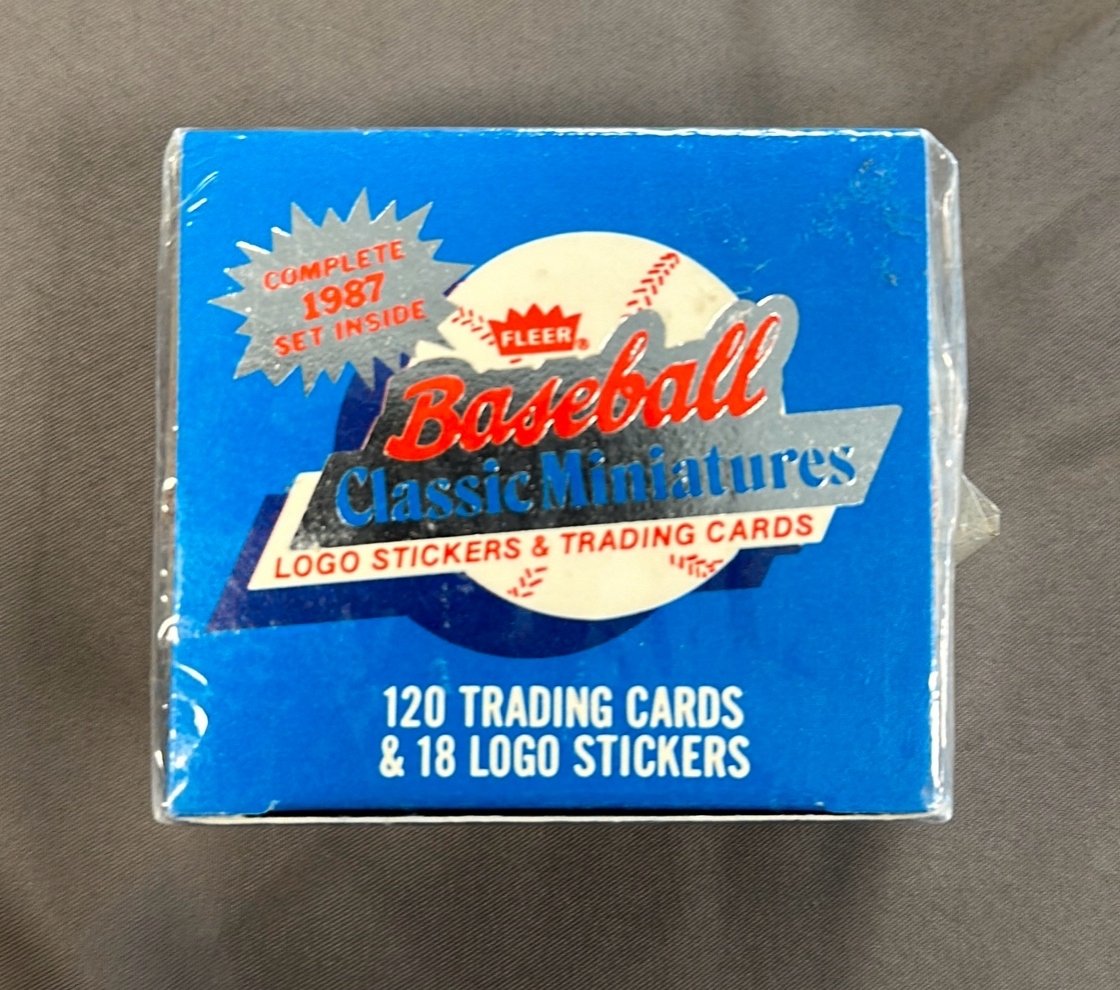 COMPLETE
1987
SET INSIDE
FLEER®
Baseball
Classic Miniatures
LOGO STICKERS & TRADING CARDS
120 TRADING CARDS
& 18 LOGO STICKERS